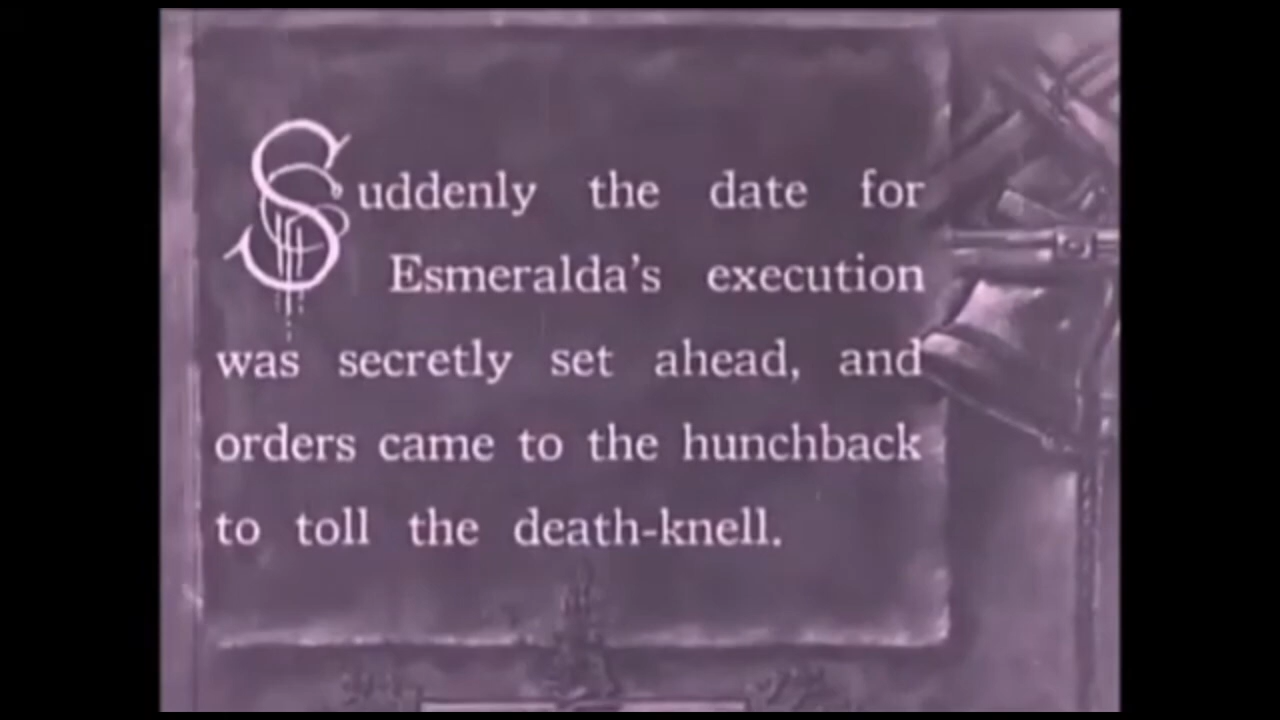 Suddenly the date for
Esmeralda's execution
was secretly set ahead, and
orders came to the hunchback
to toll the death-knell.